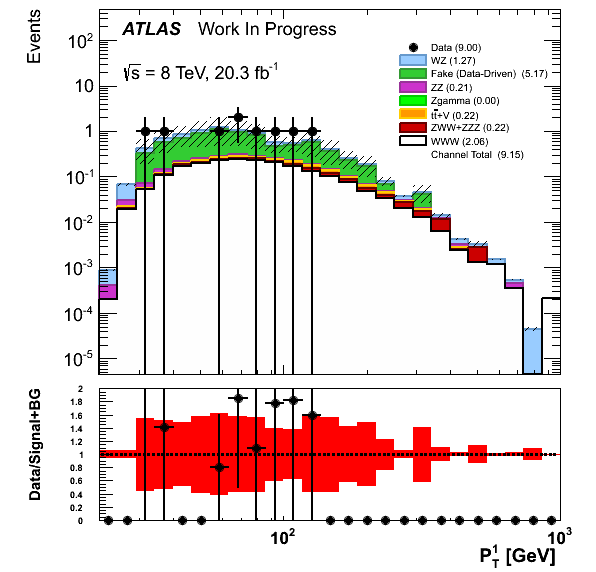 Events
ATLAS Work In Progress
√s = 8 TeV, 20.3 fb⁻¹
Data (9.00)
WZ (1.27)
Fake (Data-Driven) (5.17)
ZZ (0.21)
Zgamma (0.00)
tt̄+V (0.22)
ZWW+ZZZ (0.22)
WWW (2.06)
Channel Total (9.15)
10²
10
1
10⁻¹
10⁻²
10⁻³
10⁻⁴
10⁻⁵
Data/Signal+BG
2
1.8
1.6
1.4
1.2
1
0.8
0.6
0.4
0.2
0
10²
10³
P¹_T [GeV]